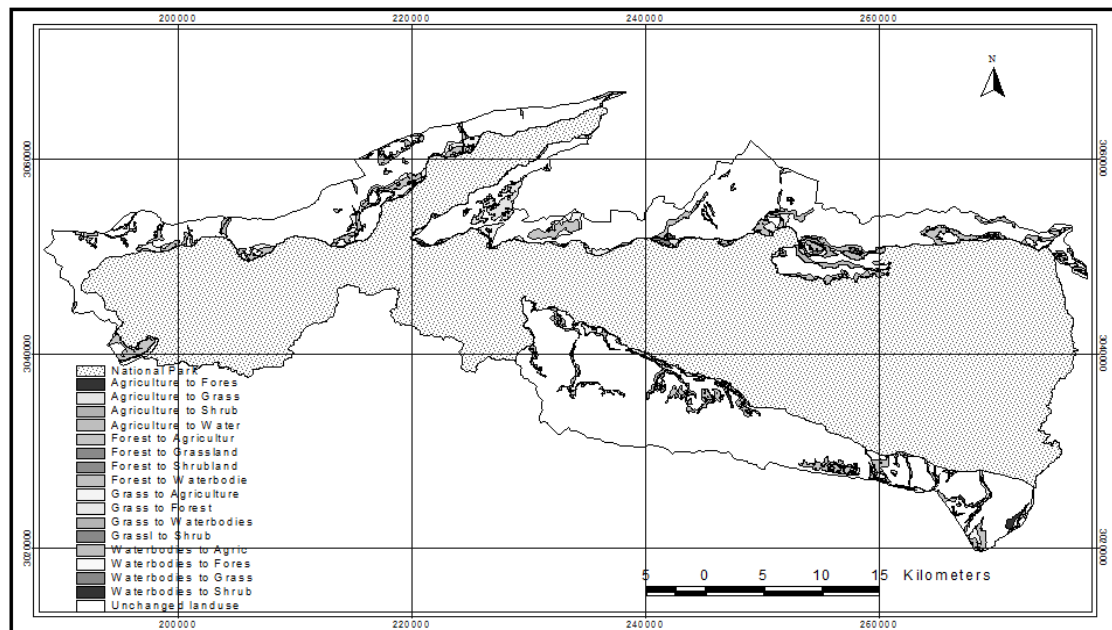 200000 220000 240000 260000
N
3060000 3060000
3040000 3040000
National Park
Agriculture to Fores
Agriculture to Grass
Agriculture to Shrub
Agriculture to Water
Forest to Agricultur
Forest to Grassland
Forest to Shrubland
Forest to Waterbodie
Grass to Agriculture
Grass to Forest
Grass to Waterbodies
Grassl to Shrub
Waterbodies to Agric
Waterbodies to Fores
Waterbodies to Grass
Waterbodies to Shrub
Unchanged landuse
3020000 3020000
5 0 5 10 15 Kilometers
200000 220000 240000 260000